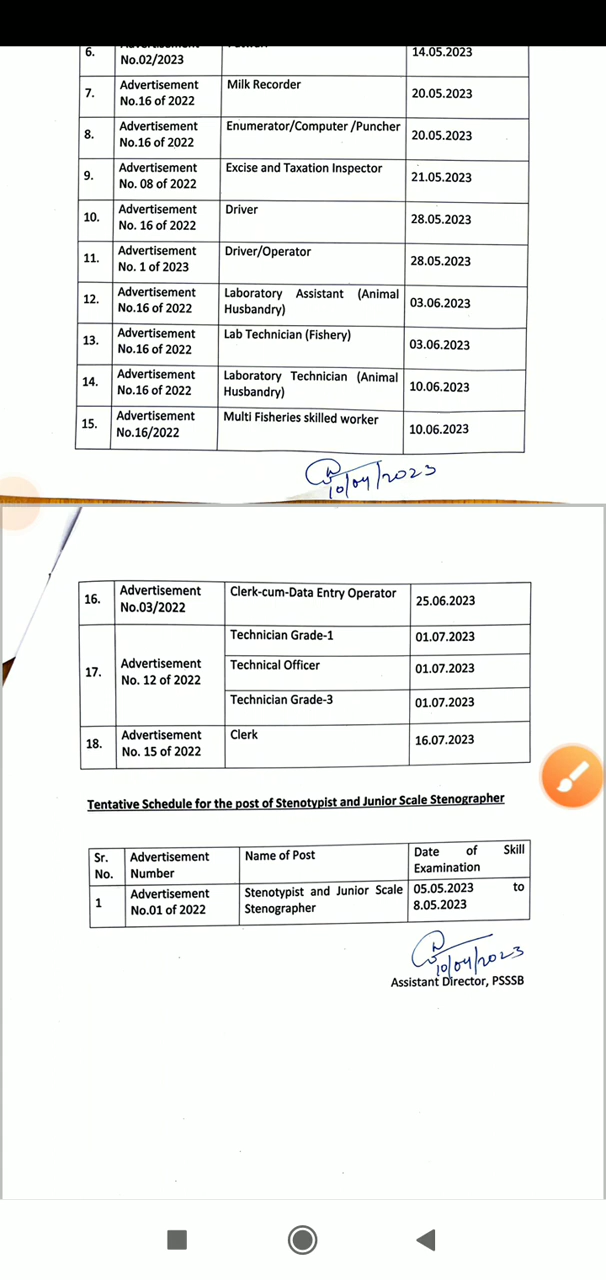 6.
No.02/2023
14.05.2023
7.
Advertisement
No.16 of 2022
Milk Recorder
20.05.2023
8.
Advertisement
No.16 of 2022
Enumerator/Computer /Puncher
20.05.2023
9.
Advertisement
No. 08 of 2022
Excise and Taxation Inspector
21.05.2023
10.
Advertisement
No. 16 of 2022
Driver
28.05.2023
11.
Advertisement
No. 1 of 2023
Driver/Operator
28.05.2023
12.
Advertisement
No.16 of 2022
Laboratory Assistant (Animal
Husbandry)
03.06.2023
13.
Advertisement
No.16 of 2022
Lab Technician (Fishery)
03.06.2023
14.
Advertisement
No.16 of 2022
Laboratory Technician (Animal
Husbandry)
10.06.2023
15.
Advertisement
No.16/2022
Multi Fisheries skilled worker
10.06.2023
10/04/2023
16.
Advertisement
No.03/2022
Clerk-cum-Data Entry Operator
25.06.2023
17.
Advertisement
No. 12 of 2022
Technician Grade-1
01.07.2023
Technical Officer
01.07.2023
Technician Grade-3
01.07.2023
18.
Advertisement
No. 15 of 2022
Clerk
16.07.2023
Tentative Schedule for the post of Stenotypist and Junior Scale Stenographer
Sr.
No.
Advertisement
Number
Name of Post
Date of Skill
Examination
1
Advertisement
No.01 of 2022
Stenotypist and Junior Scale
Stenographer
05.05.2023 to
8.05.2023
10/04/2023
Assistant Director, PSSSB